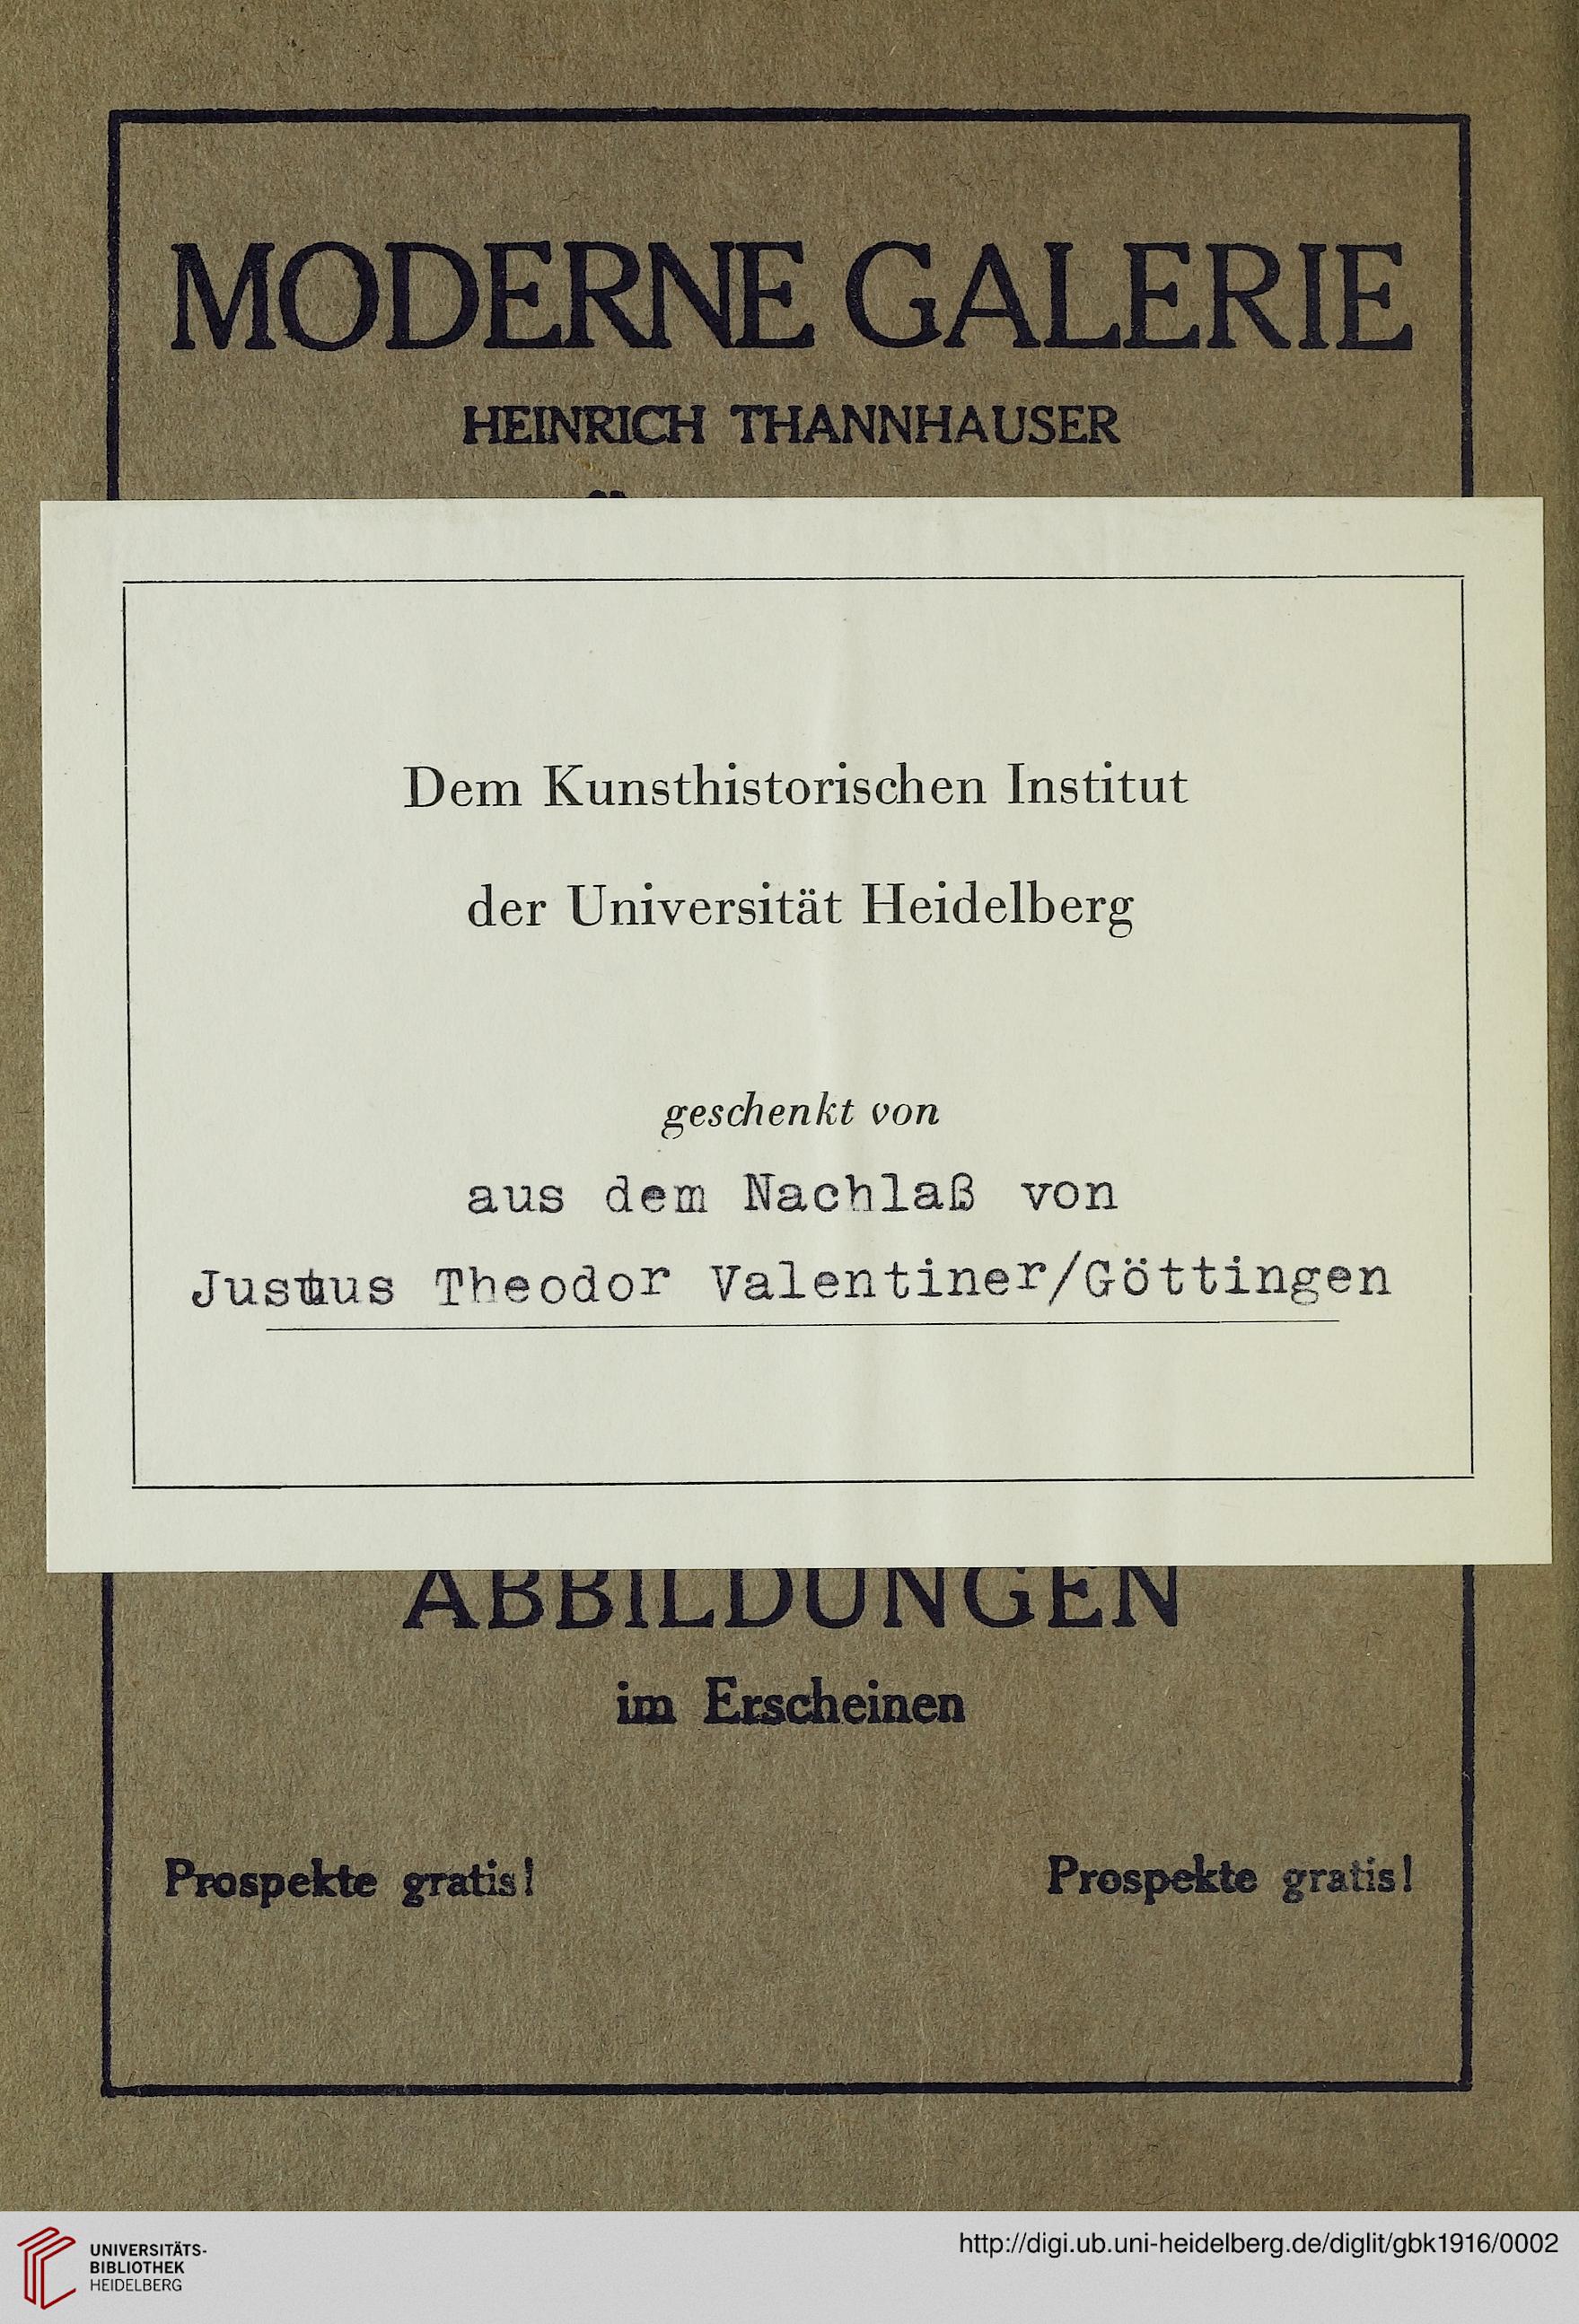 MODERNE GALERIE
HEINRICH THANNHAUSER
Dem Kunsthistorischen Institut
der Universität Heidelberg
geschenkt von
aus dem Nachlaß von
Justus Theodor Valentiner/Göttingen
ABBILDUNGEN
im Erscheinen
Prospekte gratis! Prospekte gratis!
UNIVERSITÄTS-
BIBLIOTHEK
HEIDELBERG
http://digi.ub.uni-heidelberg.de/diglit/gbk1916/0002